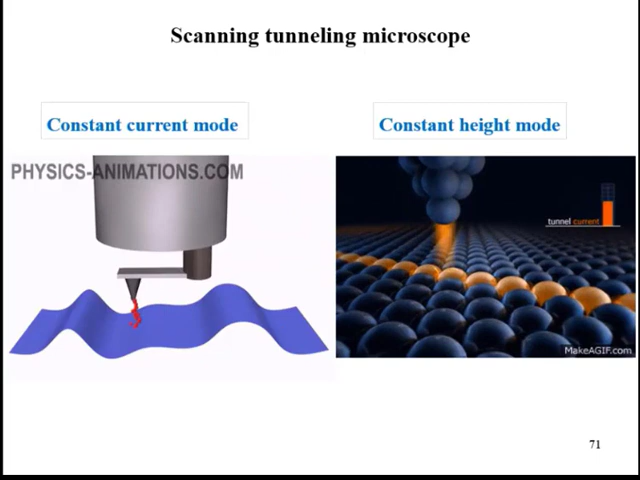 Scanning tunneling microscope
Constant current mode
Constant height mode
PHYSICS-ANIMATIONS.COM
tunnel current
MakeAGIF.com
71